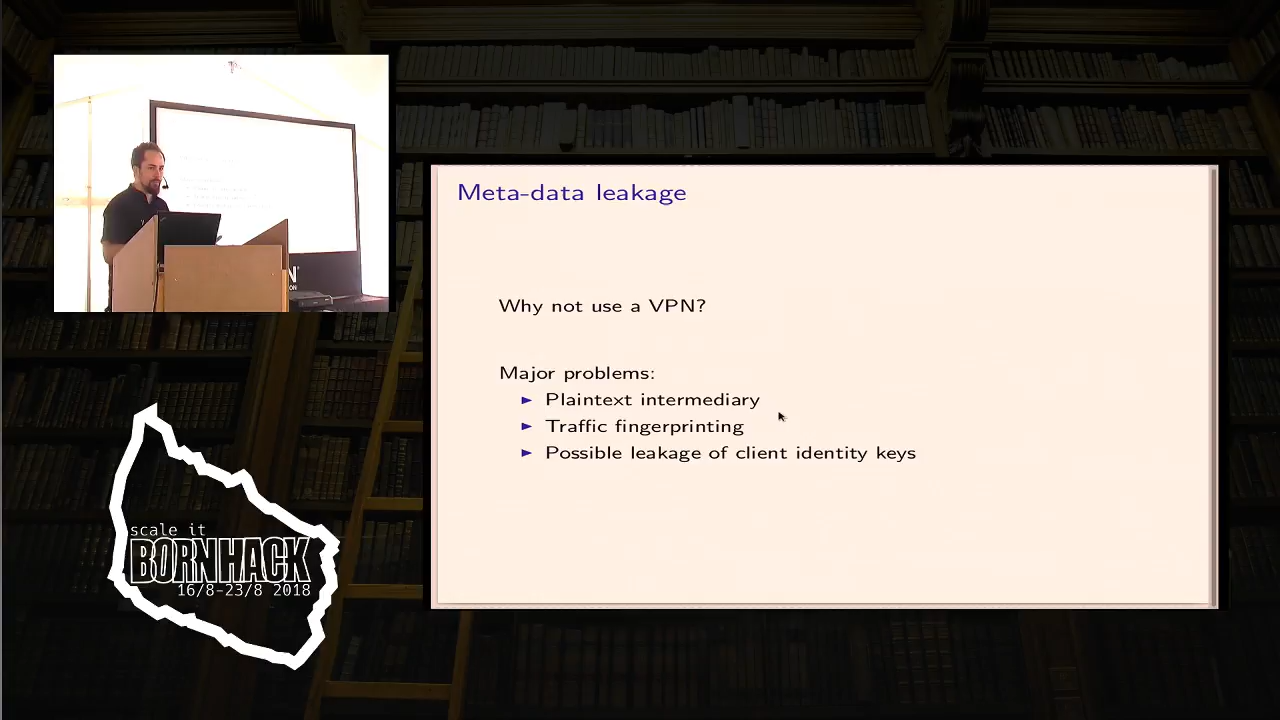 Meta-data leakage
Why not use a VPN?
Major problems:
► Plaintext intermediary
► Traffic fingerprinting
► Possible leakage of client identity keys
scale it
BORNHACK
16/8-23/8 2018